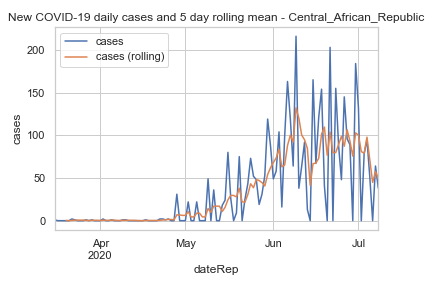 New COVID-19 daily cases and 5 day rolling mean - Central_African_Republic
cases
cases (rolling)
200
150
100
50
0
cases
Apr
2020
May
Jun
Jul
dateRep